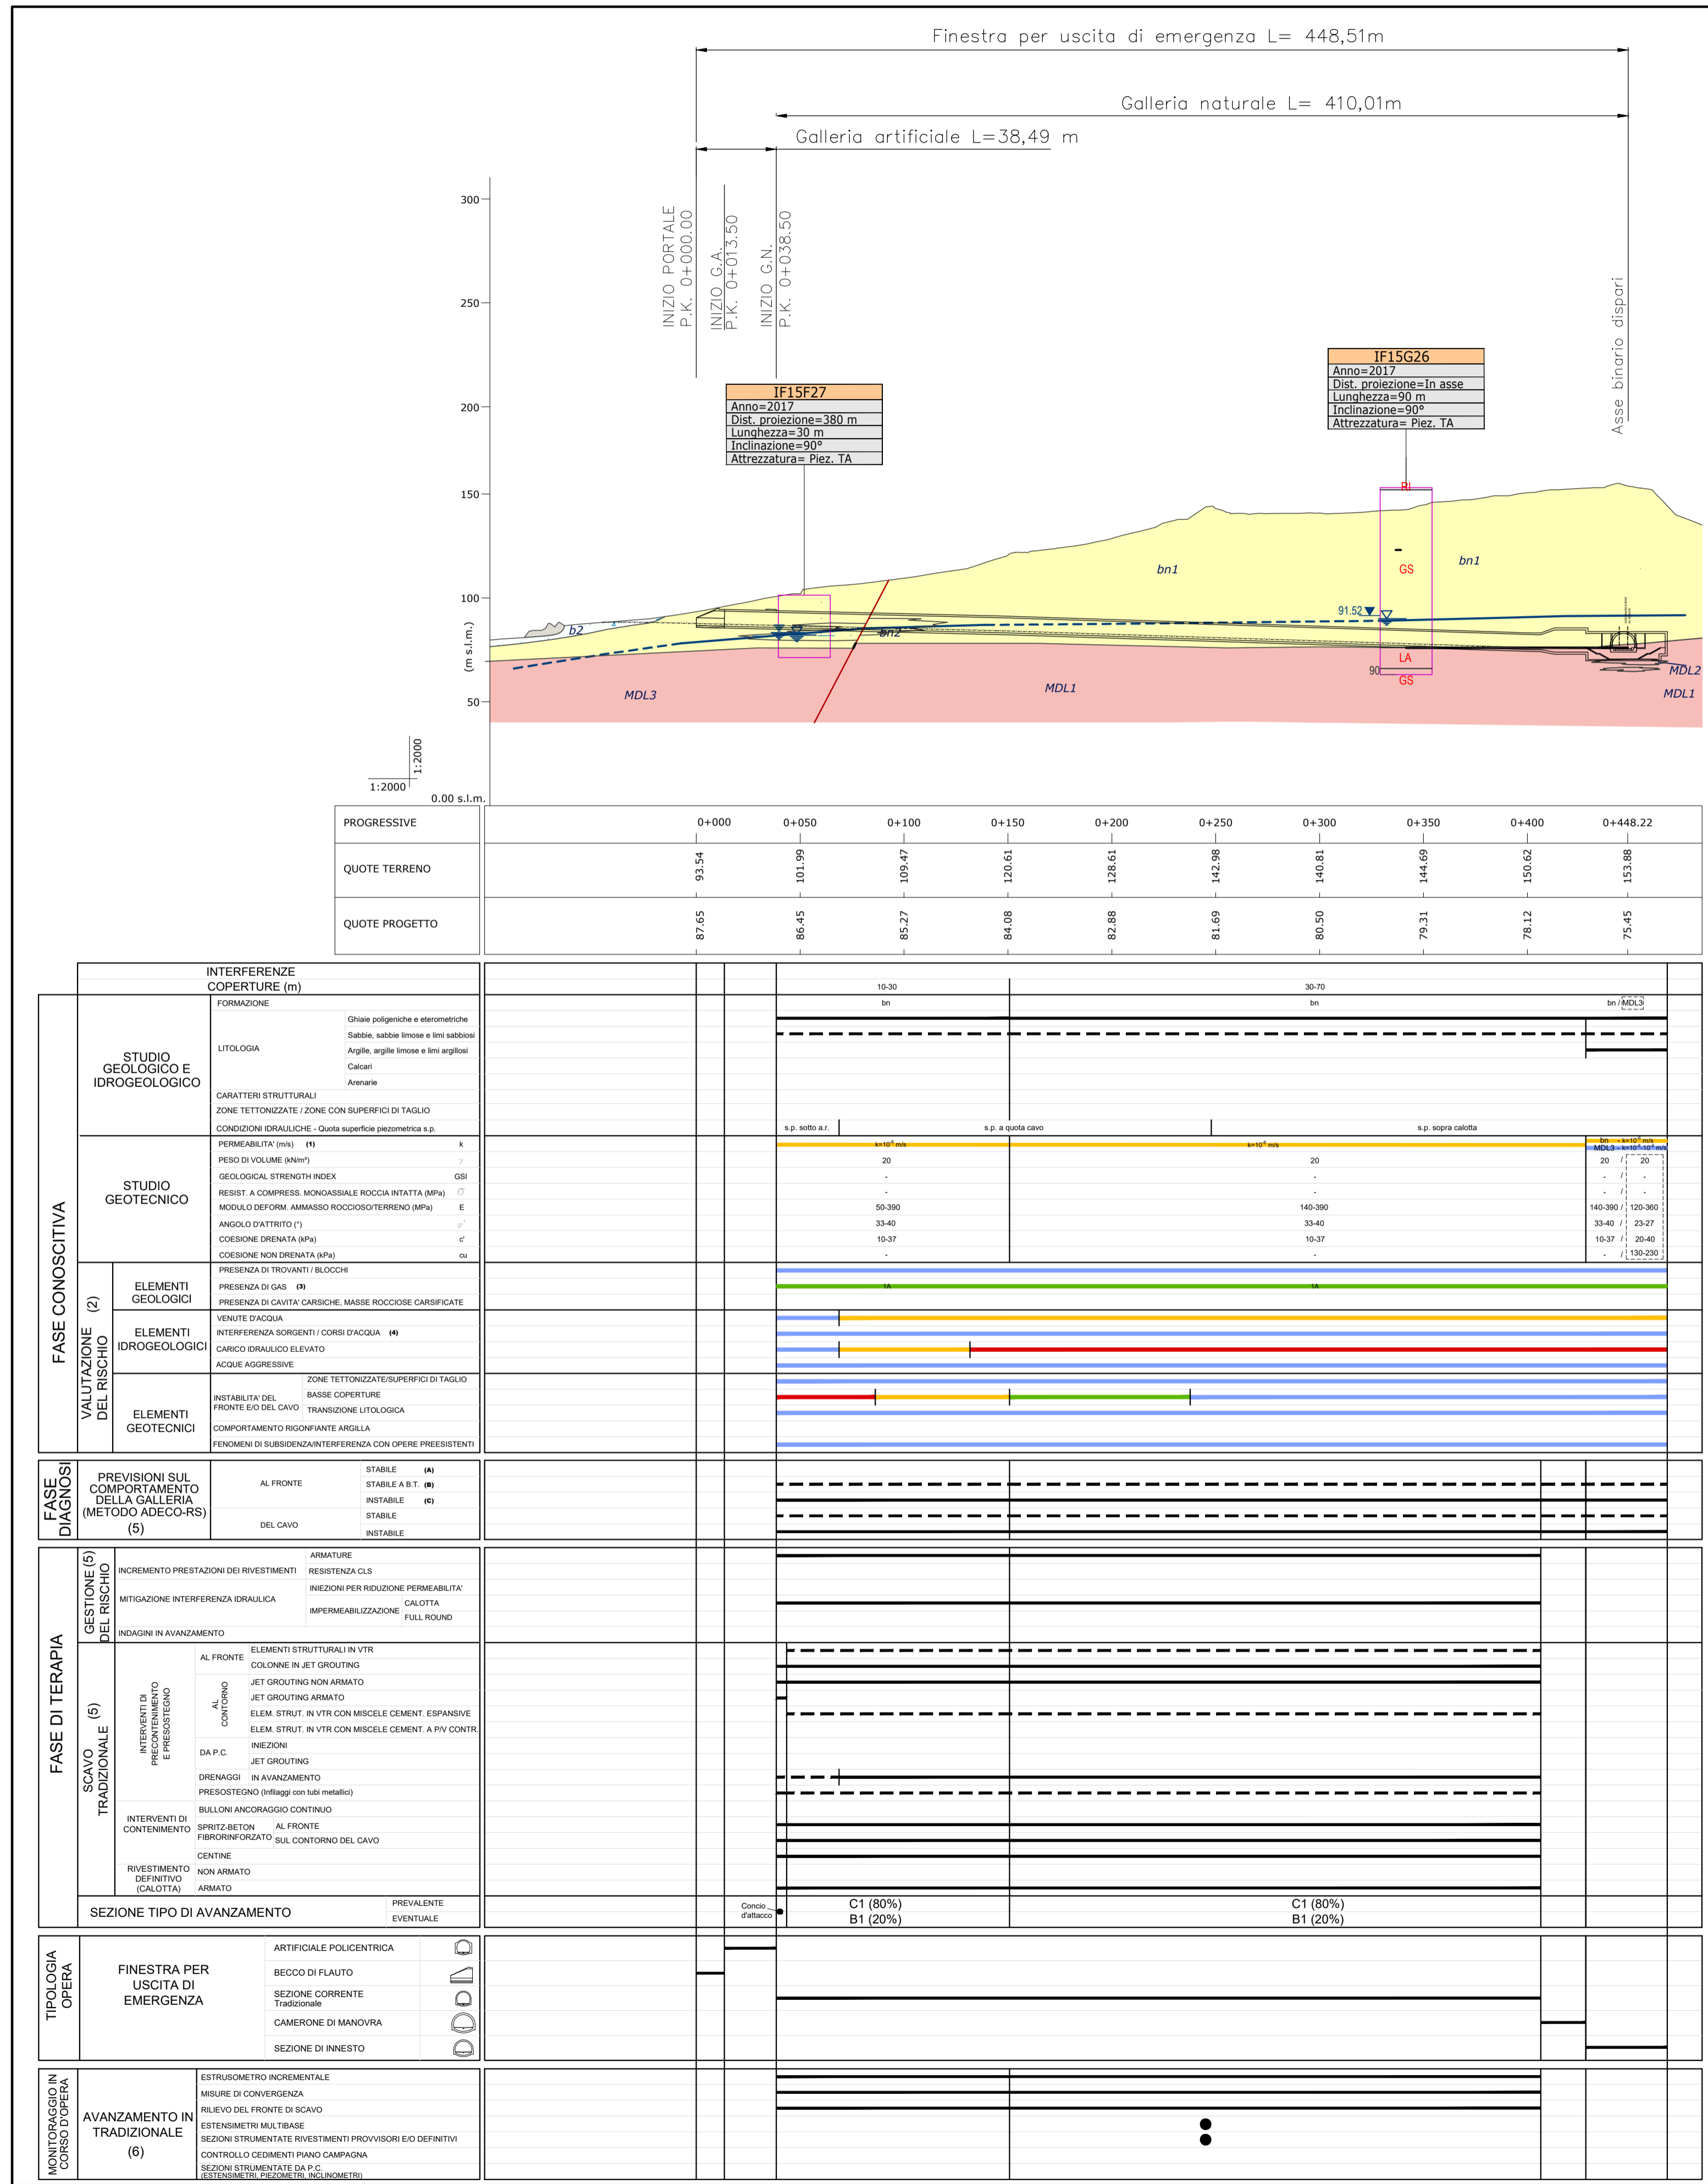 Finestra per uscita di emergenza L= 448,51m
Galleria naturale L= 410,01m
Galleria artificiale L=38,49 m
300
250
200
150
100
50
(m s.l.m.)
INIZIO PORTALE
P.K. 0+000.00
INIZIO G.A.
P.K. 0+013.50
INIZIO G.N.
P.K. 0+038.50
Asse binario dispari
IF15F27
Anno=2017
Dist. proiezione=380 m
Lunghezza=30 m
Inclinazione=90°
Attrezzatura= Piez. TA
IF15G26
Anno=2017
Dist. proiezione=In asse
Lunghezza=90 m
Inclinazione=90°
Attrezzatura= Piez. TA
RI
GS
bn1
bn1
91.52
b2
bn2
LA
90
GS
MDL3
MDL1
MDL2
MDL1
1:2000
1:2000
0.00 s.l.m.
PROGRESSIVE 0+000 0+050 0+100 0+150 0+200 0+250 0+300 0+350 0+400 0+448.22
QUOTE TERRENO 93.54 101.99 109.47 120.61 128.61 142.98 140.81 144.69 150.62 153.88
QUOTE PROGETTO 87.65 86.45 85.27 84.08 82.88 81.69 80.50 79.31 78.12 75.45
INTERFERENZE
COPERTURE (m) 10-30 30-70
FASE CONOSCITIVA
STUDIO
GEOLOGICO E
IDROGEOLOGICO
FORMAZIONE bn bn bn / MDL3
LITOLOGIA
Ghiaie poligeniche e eterometriche
Sabbie, sabbie limose e limi sabbiosi
Argille, argille limose e limi argillosi
Calcari
Arenarie
CARATTERI STRUTTURALI
ZONE TETTONIZZATE / ZONE CON SUPERFICI DI TAGLIO
CONDIZIONI IDRAULICHE - Quota superficie piezometrica s.p. s.p. sotto a.r. s.p. a quota cavo s.p. sopra calotta
STUDIO
GEOTECNICO
PERMEABILITA' (m/s) (1) k k=10⁻⁶ m/s k=10⁻⁶ m/s bn - k=10⁻⁶ m/s
PESO DI VOLUME (kN/m³) γ 20 20 20 / 20
GEOLOGICAL STRENGTH INDEX GSI - - - / -
RESIST. A COMPRESS. MONOASSIALE ROCCIA INTATTA (MPa) σ - - - / -
MODULO DEFORM. AMMASSO ROCCIOSO/TERRENO (MPa) E 50-390 140-390 140-390 / 120-360
ANGOLO D'ATTRITO (°) φ' 33-40 33-40 33-40 / 23-27
COESIONE DRENATA (kPa) c' 10-37 10-37 10-37 / 20-40
COESIONE NON DRENATA (kPa) cu - - - / 130-230
VALUTAZIONE (2)
DEL RISCHIO
ELEMENTI
GEOLOGICI
PRESENZA DI TROVANTI / BLOCCHI
PRESENZA DI GAS (3) 1A 1A
PRESENZA DI CAVITA' CARSICHE, MASSE ROCCIOSE CARSIFICATE
ELEMENTI
IDROGEOLOGICI
VENUTE D'ACQUA
INTERFERENZA SORGENTI / CORSI D'ACQUA (4)
CARICO IDRAULICO ELEVATO
ACQUE AGGRESSIVE
ELEMENTI
GEOTECNICI
INSTABILITA' DEL
FRONTE E/O DEL CAVO
ZONE TETTONIZZATE/SUPERFICI DI TAGLIO
BASSE COPERTURE
TRANSIZIONE LITOLOGICA
COMPORTAMENTO RIGONFIANTE ARGILLA
FENOMENI DI SUBSIDENZA/INTERFERENZA CON OPERE PREESISTENTI
FASE
DIAGNOSI
PREVISIONI SUL
COMPORTAMENTO
DELLA GALLERIA
(METODO ADECO-RS)
(5)
AL FRONTE
STABILE (A)
STABILE A B.T. (B)
INSTABILE (C)
DEL CAVO
STABILE
INSTABILE
FASE DI TERAPIA
GESTIONE (5)
DEL RISCHIO
INCREMENTO PRESTAZIONI DEI RIVESTIMENTI
ARMATURE
RESISTENZA CLS
MITIGAZIONE INTERFERENZA IDRAULICA
INIEZIONI PER RIDUZIONE PERMEABILITA'
IMPERMEABILIZZAZIONE
CALOTTA
FULL ROUND
INDAGINI IN AVANZAMENTO
SCAVO
TRADIZIONALE (5)
INTERVENTI DI
PRECONTENIMENTO
E PRESOSTEGNO
AL FRONTE
ELEMENTI STRUTTURALI IN VTR
COLONNE IN JET GROUTING
AL
CONTORNO
JET GROUTING NON ARMATO
JET GROUTING ARMATO
ELEM. STRUT. IN VTR CON MISCELE CEMENT. ESPANSIVE
ELEM. STRUT. IN VTR CON MISCELE CEMENT. A P/V CONTR.
DA P.C.
INIEZIONI
JET GROUTING
DRENAGGI IN AVANZAMENTO
PRESOSTEGNO (Infilaggi con tubi metallici)
INTERVENTI DI
CONTENIMENTO
BULLONI ANCORAGGIO CONTINUO
SPRITZ-BETON
FIBRORINFORZATO
AL FRONTE
SUL CONTORNO DEL CAVO
CENTINE
RIVESTIMENTO
DEFINITIVO
(CALOTTA)
NON ARMATO
ARMATO
SEZIONE TIPO DI AVANZAMENTO
PREVALENTE
EVENTUALE
Concio
d'attacco
C1 (80%) C1 (80%)
B1 (20%) B1 (20%)
TIPOLOGIA
OPERA
FINESTRA PER
USCITA DI
EMERGENZA
ARTIFICIALE POLICENTRICA
BECCO DI FLAUTO
SEZIONE CORRENTE
Tradizionale
CAMERONE DI MANOVRA
SEZIONE DI INNESTO
MONITORAGGIO IN
CORSO D'OPERA
AVANZAMENTO IN
TRADIZIONALE
(6)
ESTRUSOMETRO INCREMENTALE
MISURE DI CONVERGENZA
RILIEVO DEL FRONTE DI SCAVO
ESTENSIMETRI MULTIBASE
SEZIONI STRUMENTATE RIVESTIMENTI PROVVISORI E/O DEFINITIVI
CONTROLLO CEDIMENTI PIANO CAMPAGNA
SEZIONI STRUMENTATE DA P.C.
(ESTENSIMETRI, PIEZOMETRI, INCLINOMETRI)